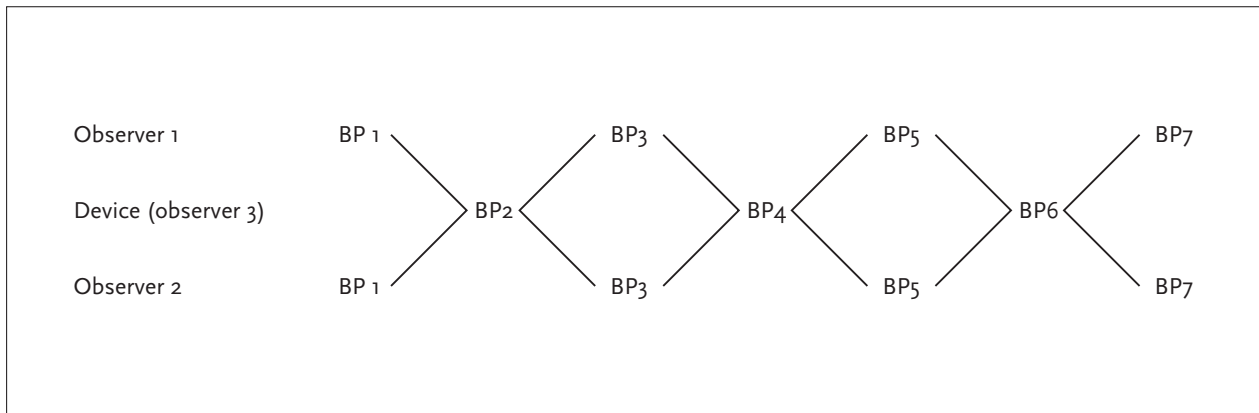 Observer 1 BP 1 BP3 BP5 BP7
Device (observer 3) BP2 BP4 BP6
Observer 2 BP 1 BP3 BP5 BP7